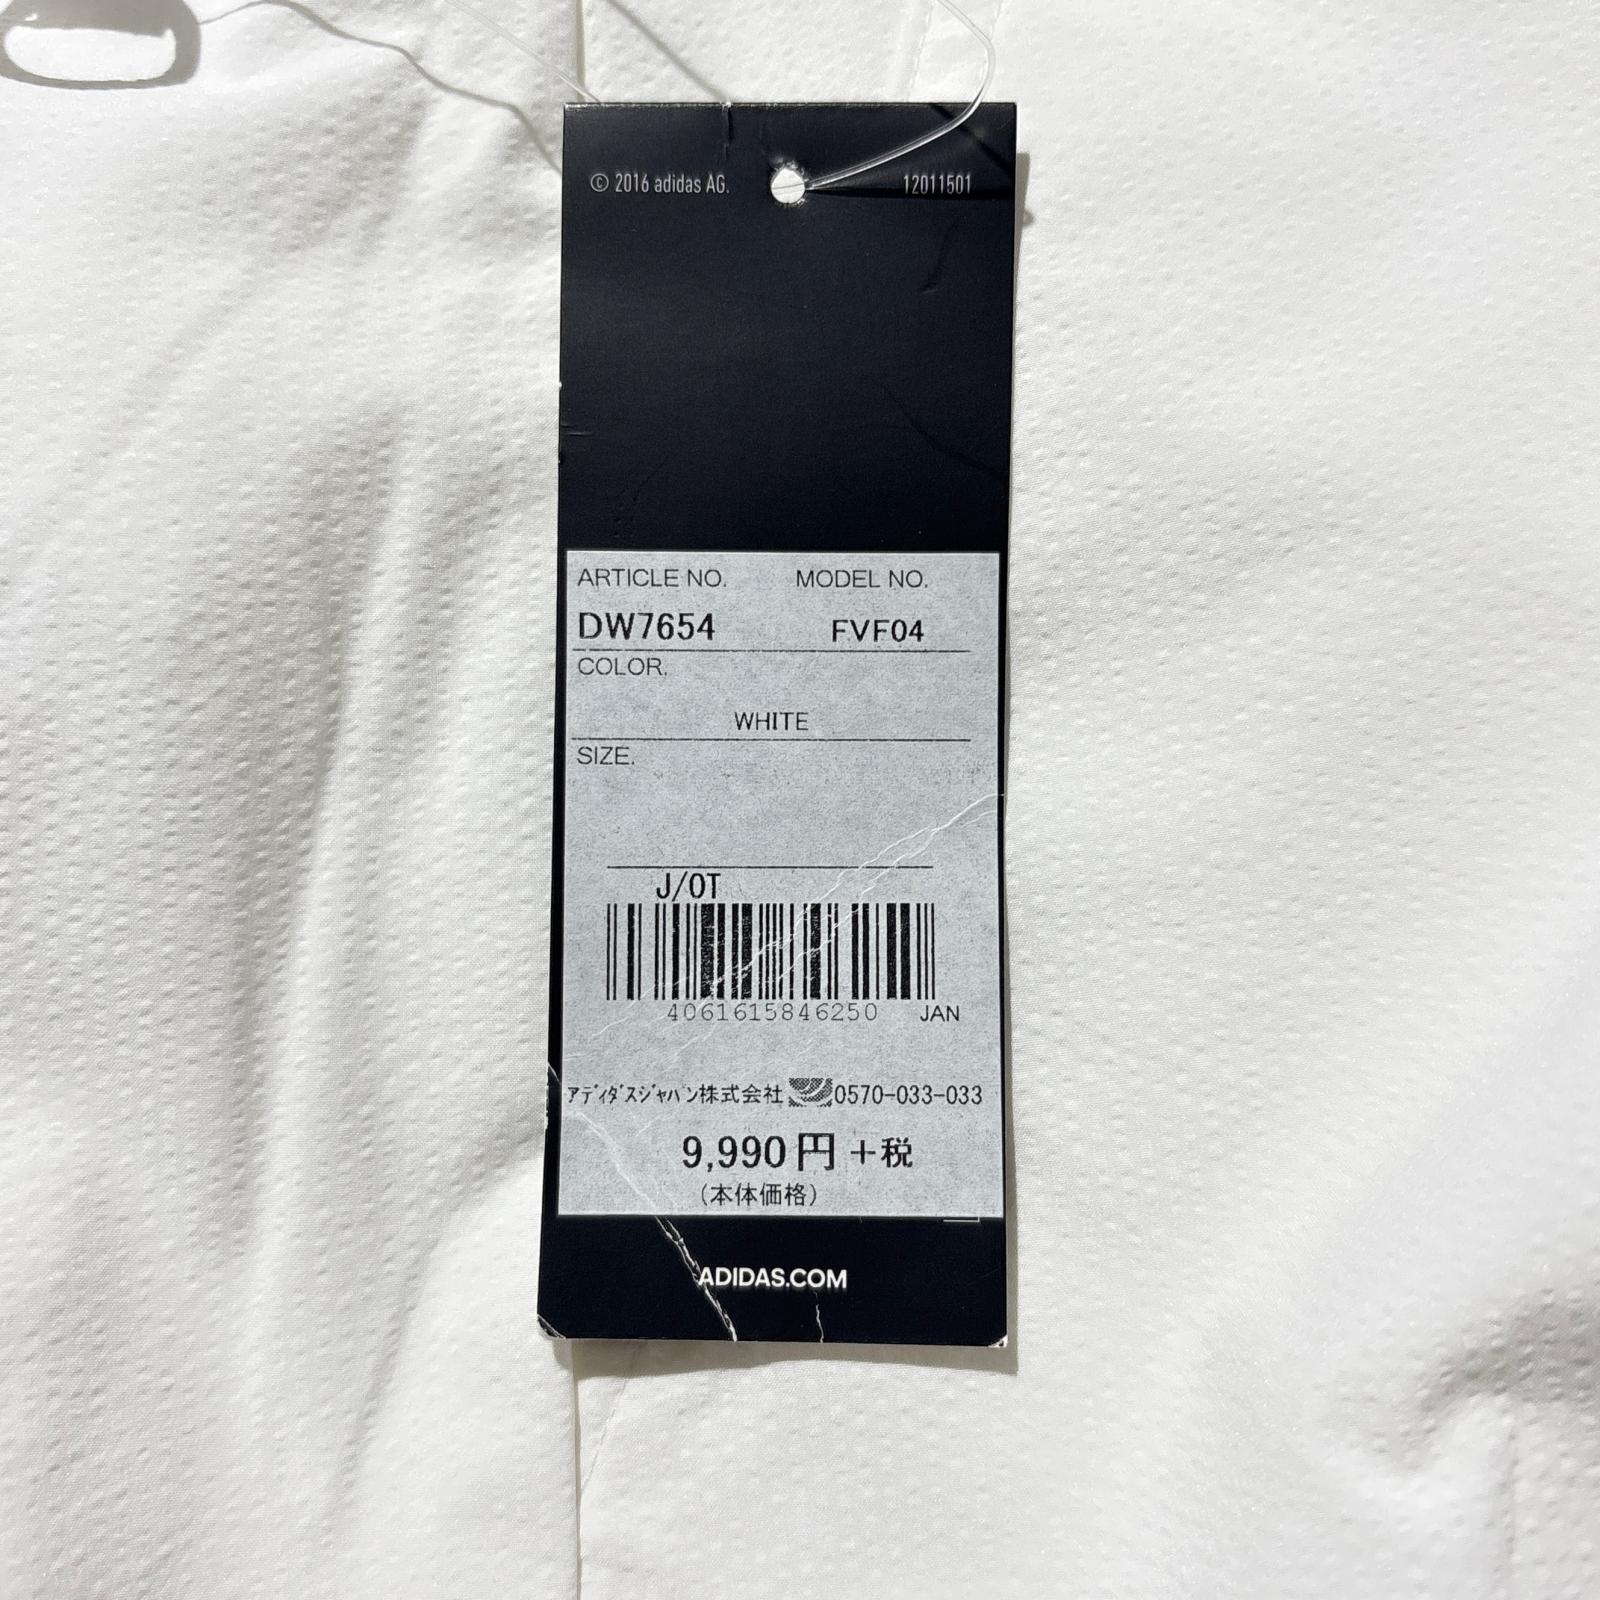 © 2016 adidas AG. 12011501
ARTICLE NO. MODEL NO.
DW7654 FVF04
COLOR.
WHITE
SIZE.
J/OT
4061615846250 JAN
アディダスジャパン株式会社 0570-033-033
9,990円+税
(本体価格)
ADIDAS.COM